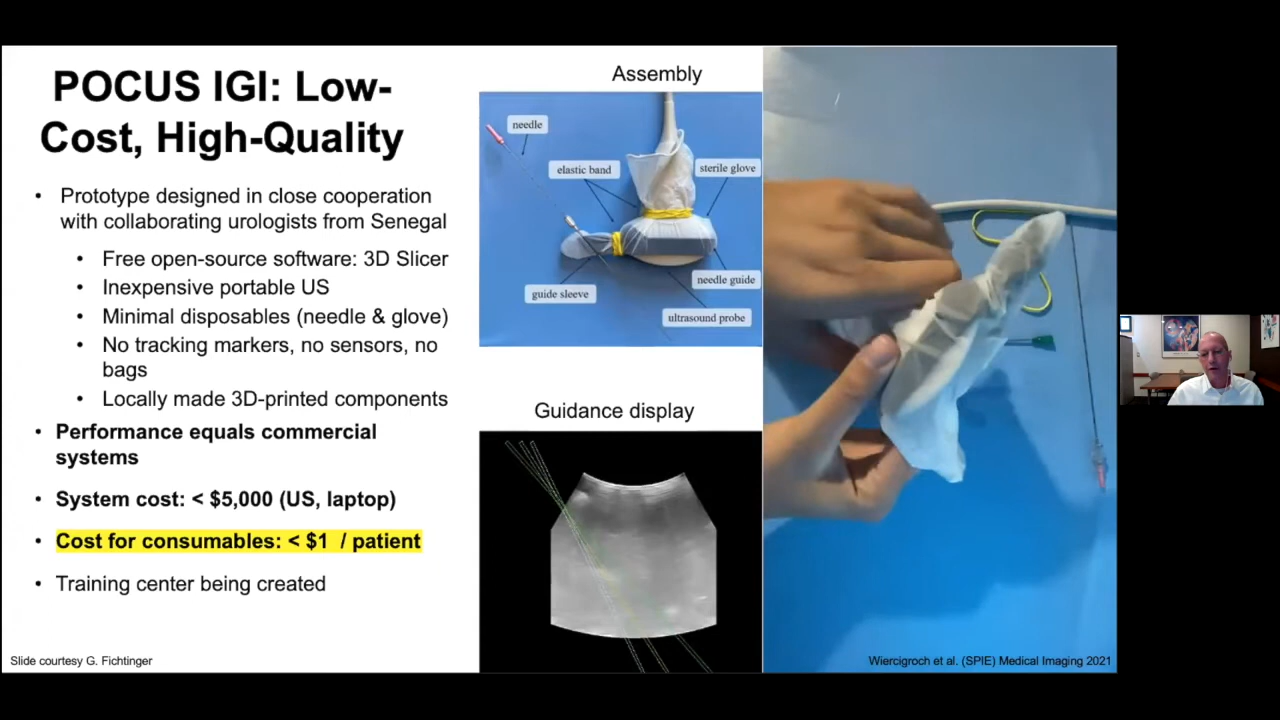 POCUS IGI: Low-
Cost, High-Quality
• Prototype designed in close cooperation
with collaborating urologists from Senegal
• Free open-source software: 3D Slicer
• Inexpensive portable US
• Minimal disposables (needle & glove)
• No tracking markers, no sensors, no
bags
• Locally made 3D-printed components
• Performance equals commercial
systems
• System cost: < $5,000 (US, laptop)
• Cost for consumables: < $1 / patient
• Training center being created
Slide courtesy G. Fichtinger
Assembly
needle
elastic band
sterile glove
needle guide
guide sleeve
ultrasound probe
Guidance display
Wiercigroch et al. (SPIE) Medical Imaging 2021